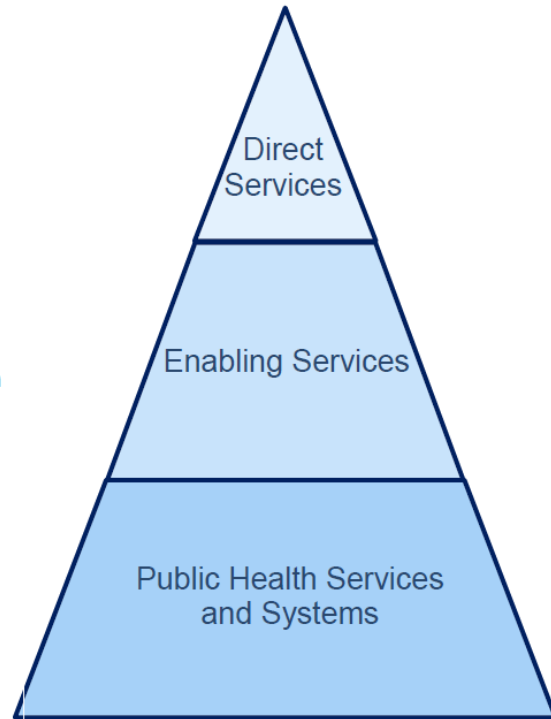 Direct
Services
Enabling Services
Public Health Services
and Systems